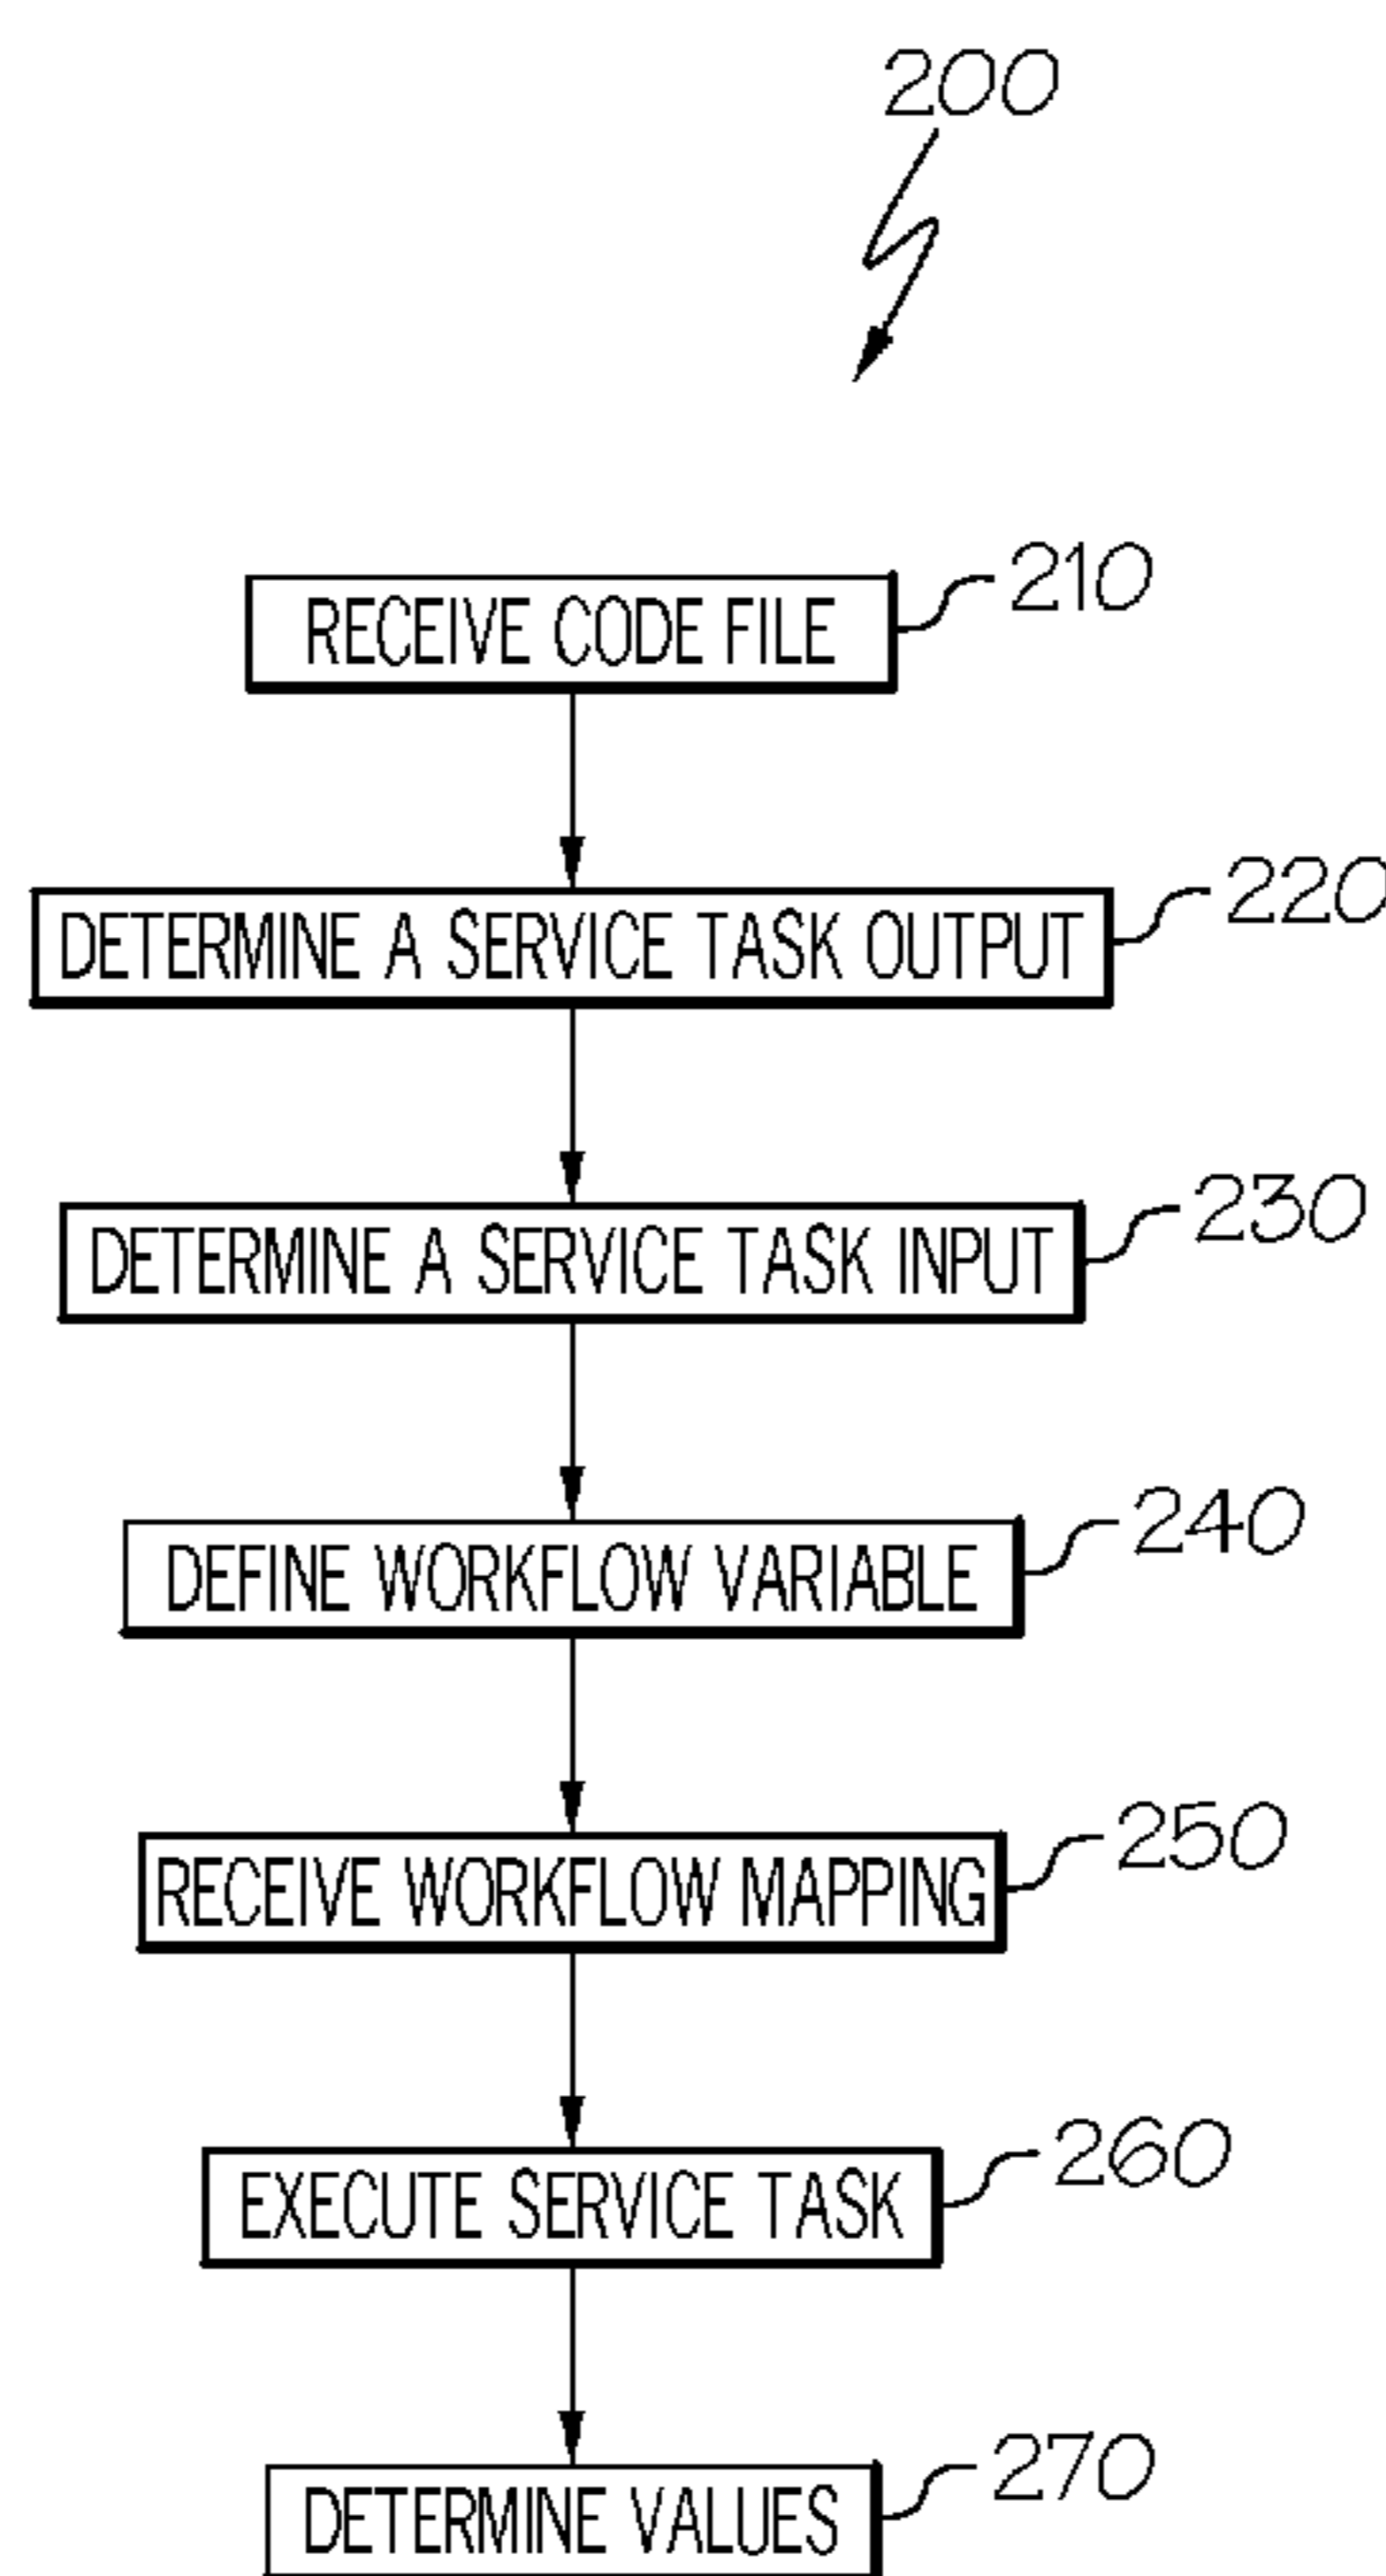 200
RECEIVE CODE FILE
210
DETERMINE A SERVICE TASK OUTPUT
220
DETERMINE A SERVICE TASK INPUT
230
DEFINE WORKFLOW VARIABLE
240
RECEIVE WORKFLOW MAPPING
250
EXECUTE SERVICE TASK
260
DETERMINE VALUES
270